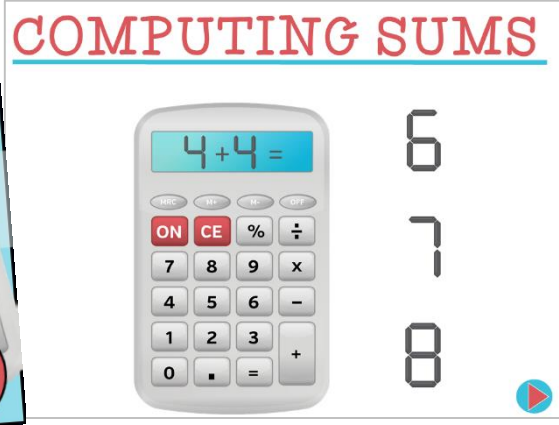 COMPUTING SUMS
4+4=
6
MRC M+ M- OFF
ON CE % ÷
7
7 8 9 x
4 5 6 -
1 2 3
+
8
0 . =